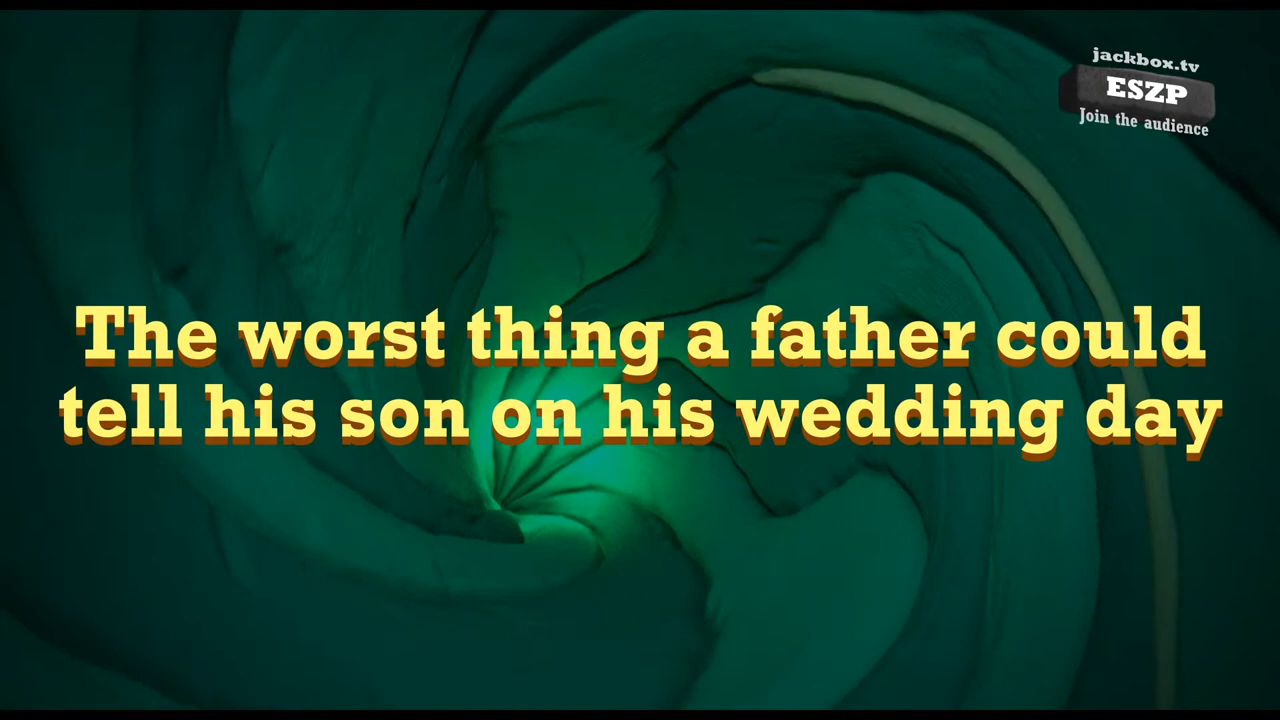 jackbox.tv
ESZP
Join the audience
The worst thing a father could
tell his son on his wedding day